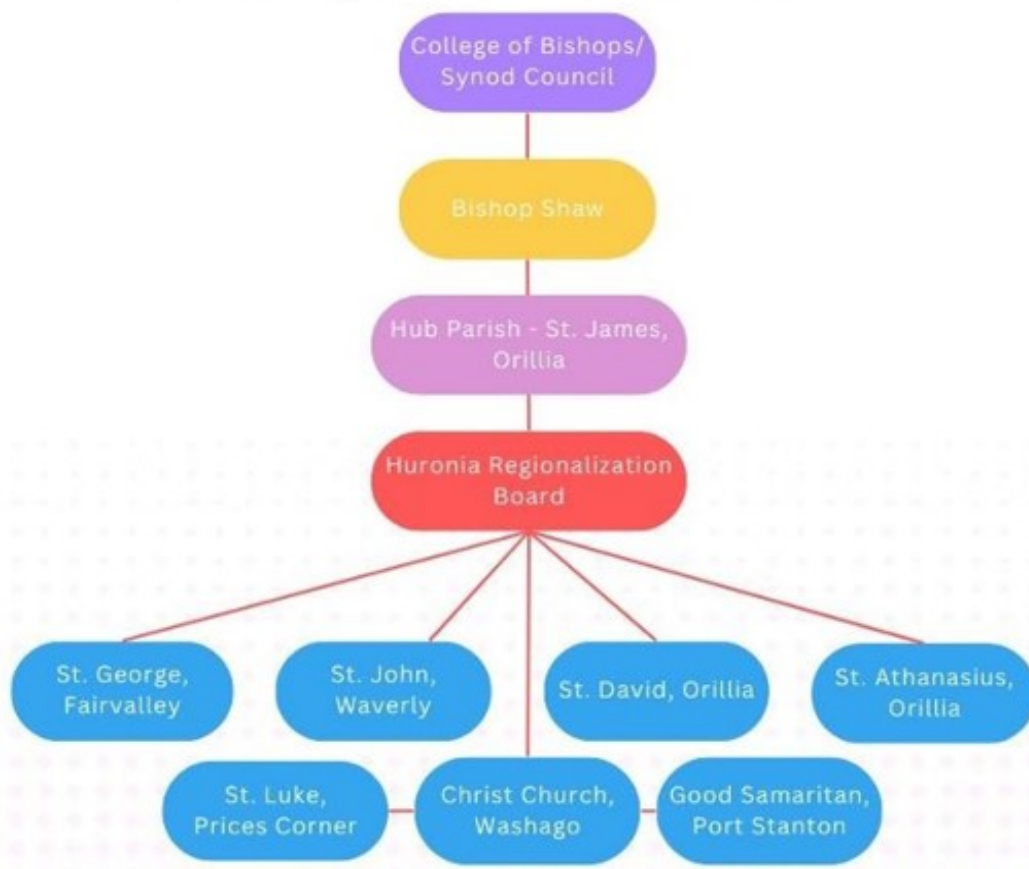 College of Bishops/
Synod Council
Bishop Shaw
Hub Parish - St. James,
Orillia
Huronia Regionalization
Board
St. George,
Fairvalley
St. John,
Waverly
St. David, Orillia
St. Athanasius,
Orillia
St. Luke,
Prices Corner
Christ Church,
Washago
Good Samaritan,
Port Stanton